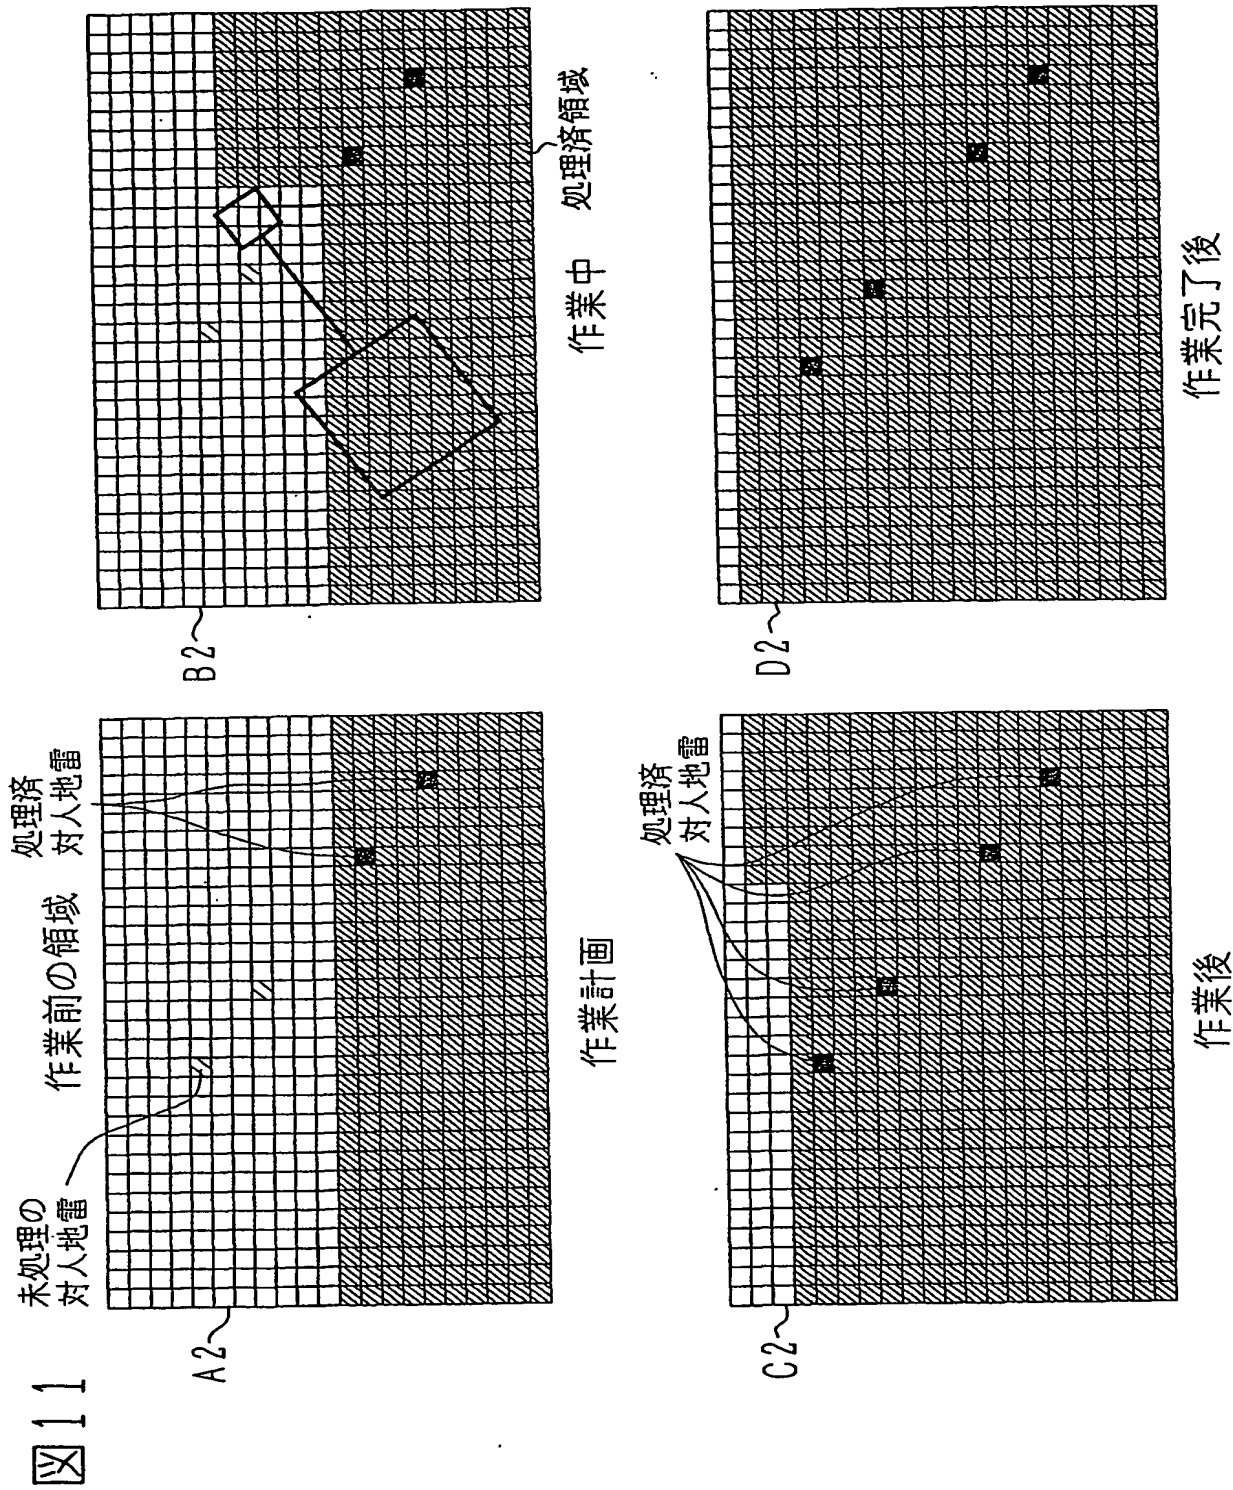 図11
未処理の
対人地雷
作業前の領域
処理済
対人地雷
A2
作業計画
B2
作業中
処理済領域
処理済
対人地雷
C2
作業後
D2
作業完了後